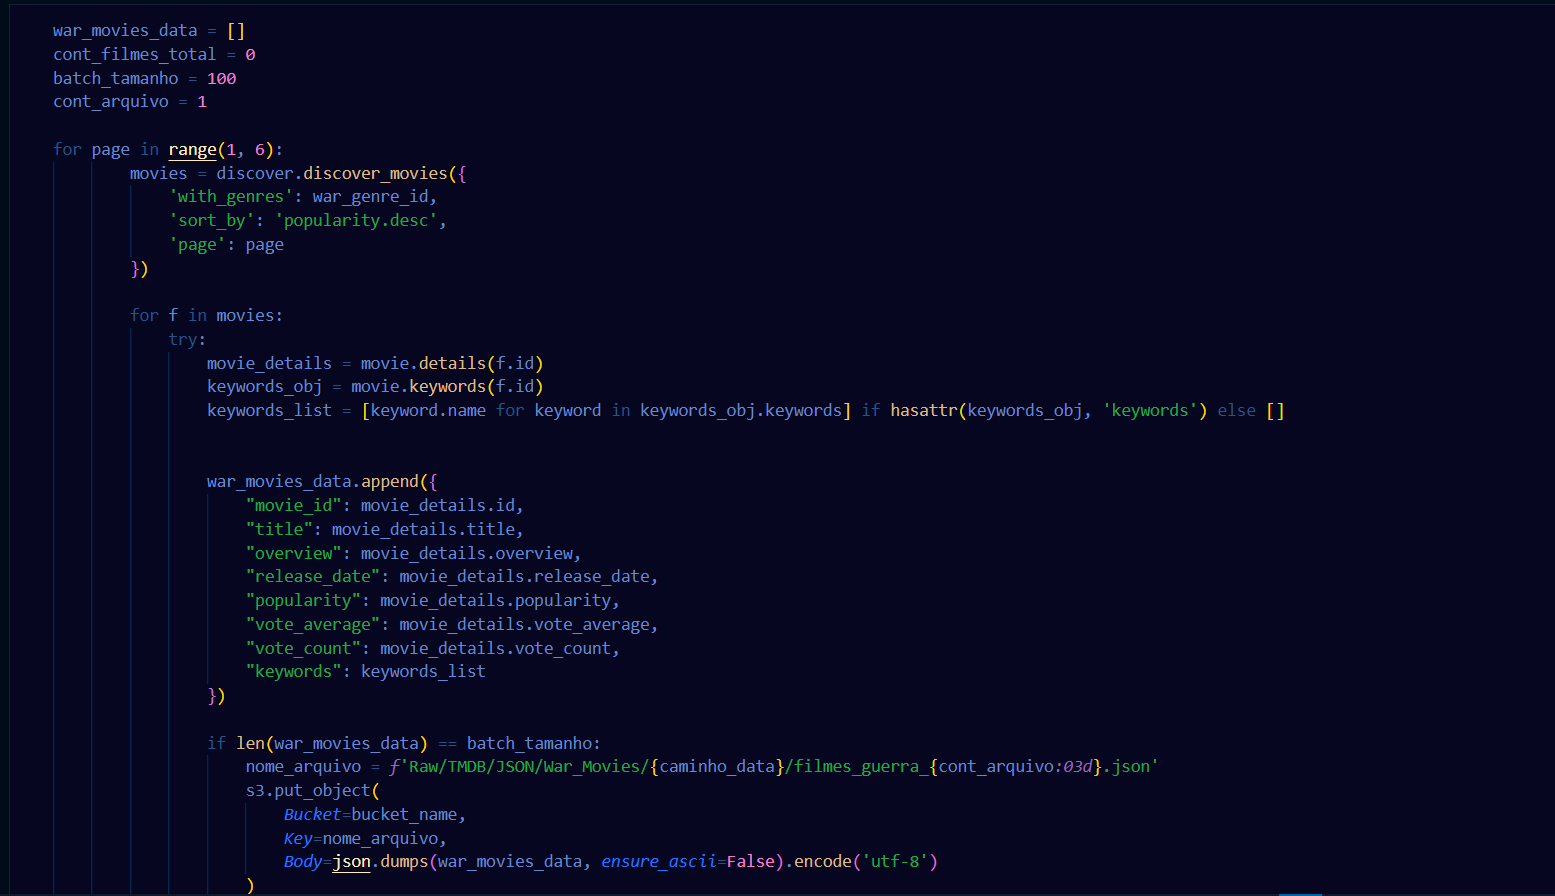 war_movies_data = []
cont_filmes_total = 0
batch_tamanho = 100
cont_arquivo = 1
for page in range(1, 6):
movies = discover.discover_movies({
'with_genres': war_genre_id,
'sort_by': 'popularity.desc',
'page': page
})
for f in movies:
try:
movie_details = movie.details(f.id)
keywords_obj = movie.keywords(f.id)
keywords_list = [keyword.name for keyword in keywords_obj.keywords] if hasattr(keywords_obj, 'keywords') else []
war_movies_data.append({
"movie_id": movie_details.id,
"title": movie_details.title,
"overview": movie_details.overview,
"release_date": movie_details.release_date,
"popularity": movie_details.popularity,
"vote_average": movie_details.vote_average,
"vote_count": movie_details.vote_count,
"keywords": keywords_list
})
if len(war_movies_data) == batch_tamanho:
nome_arquivo = f'Raw/TMDB/JSON/War_Movies/{caminho_data}/filmes_guerra_{cont_arquivo:03d}.json'
s3.put_object(
Bucket=bucket_name,
Key=nome_arquivo,
Body=json.dumps(war_movies_data, ensure_ascii=False).encode('utf-8')
)